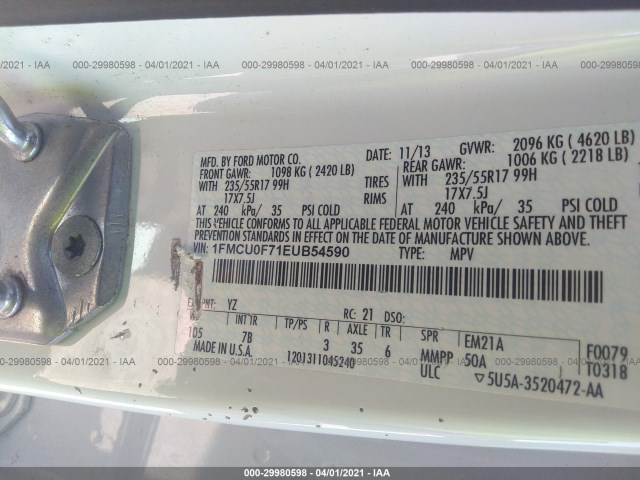 000-29980598 - 04/01/2021 - IAA
MFD. BY FORD MOTOR CO.
DATE: 11/13
GVWR: 2096 KG ( 4620 LB)
FRONT GAWR: 1098 KG ( 2420 LB)
REAR GAWR: 1006 KG ( 2218 LB)
WITH 235/55R17 99H TIRES WITH 235/55R17 99H
17X7.5J RIMS 17X7.5J
AT 240 kPa/ 35 PSI COLD AT 240 kPa/ 35 PSI COLD
THIS VEHICLE CONFORMS TO ALL APPLICABLE FEDERAL MOTOR VEHICLE SAFETY AND THEFT
PREVENTION STANDARDS IN EFFECT ON THE DATE OF MANUFACTURE SHOWN ABOVE.
VIN: 1FMCU0F71EUB54590 TYPE: MPV
YZ RC: 21 DSO:
INT TR TP/PS R AXLE TR SPR EM21A F0079
105 7B 3 35 6 MMPP 50A T0318
MADE IN U.S.A. 1201311045240 ULC ▽5U5A-3520472-AA
000-29980598 - 04/01/2021 - IAA